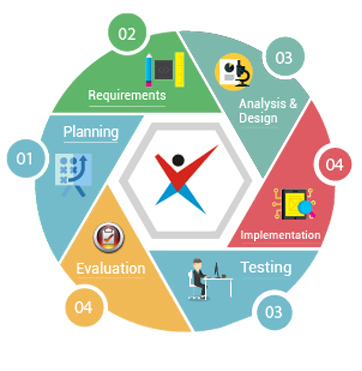 02
Requirements
03
Analysis &
Design
01
Planning
04
Implementation
Evaluation
04
Testing
03